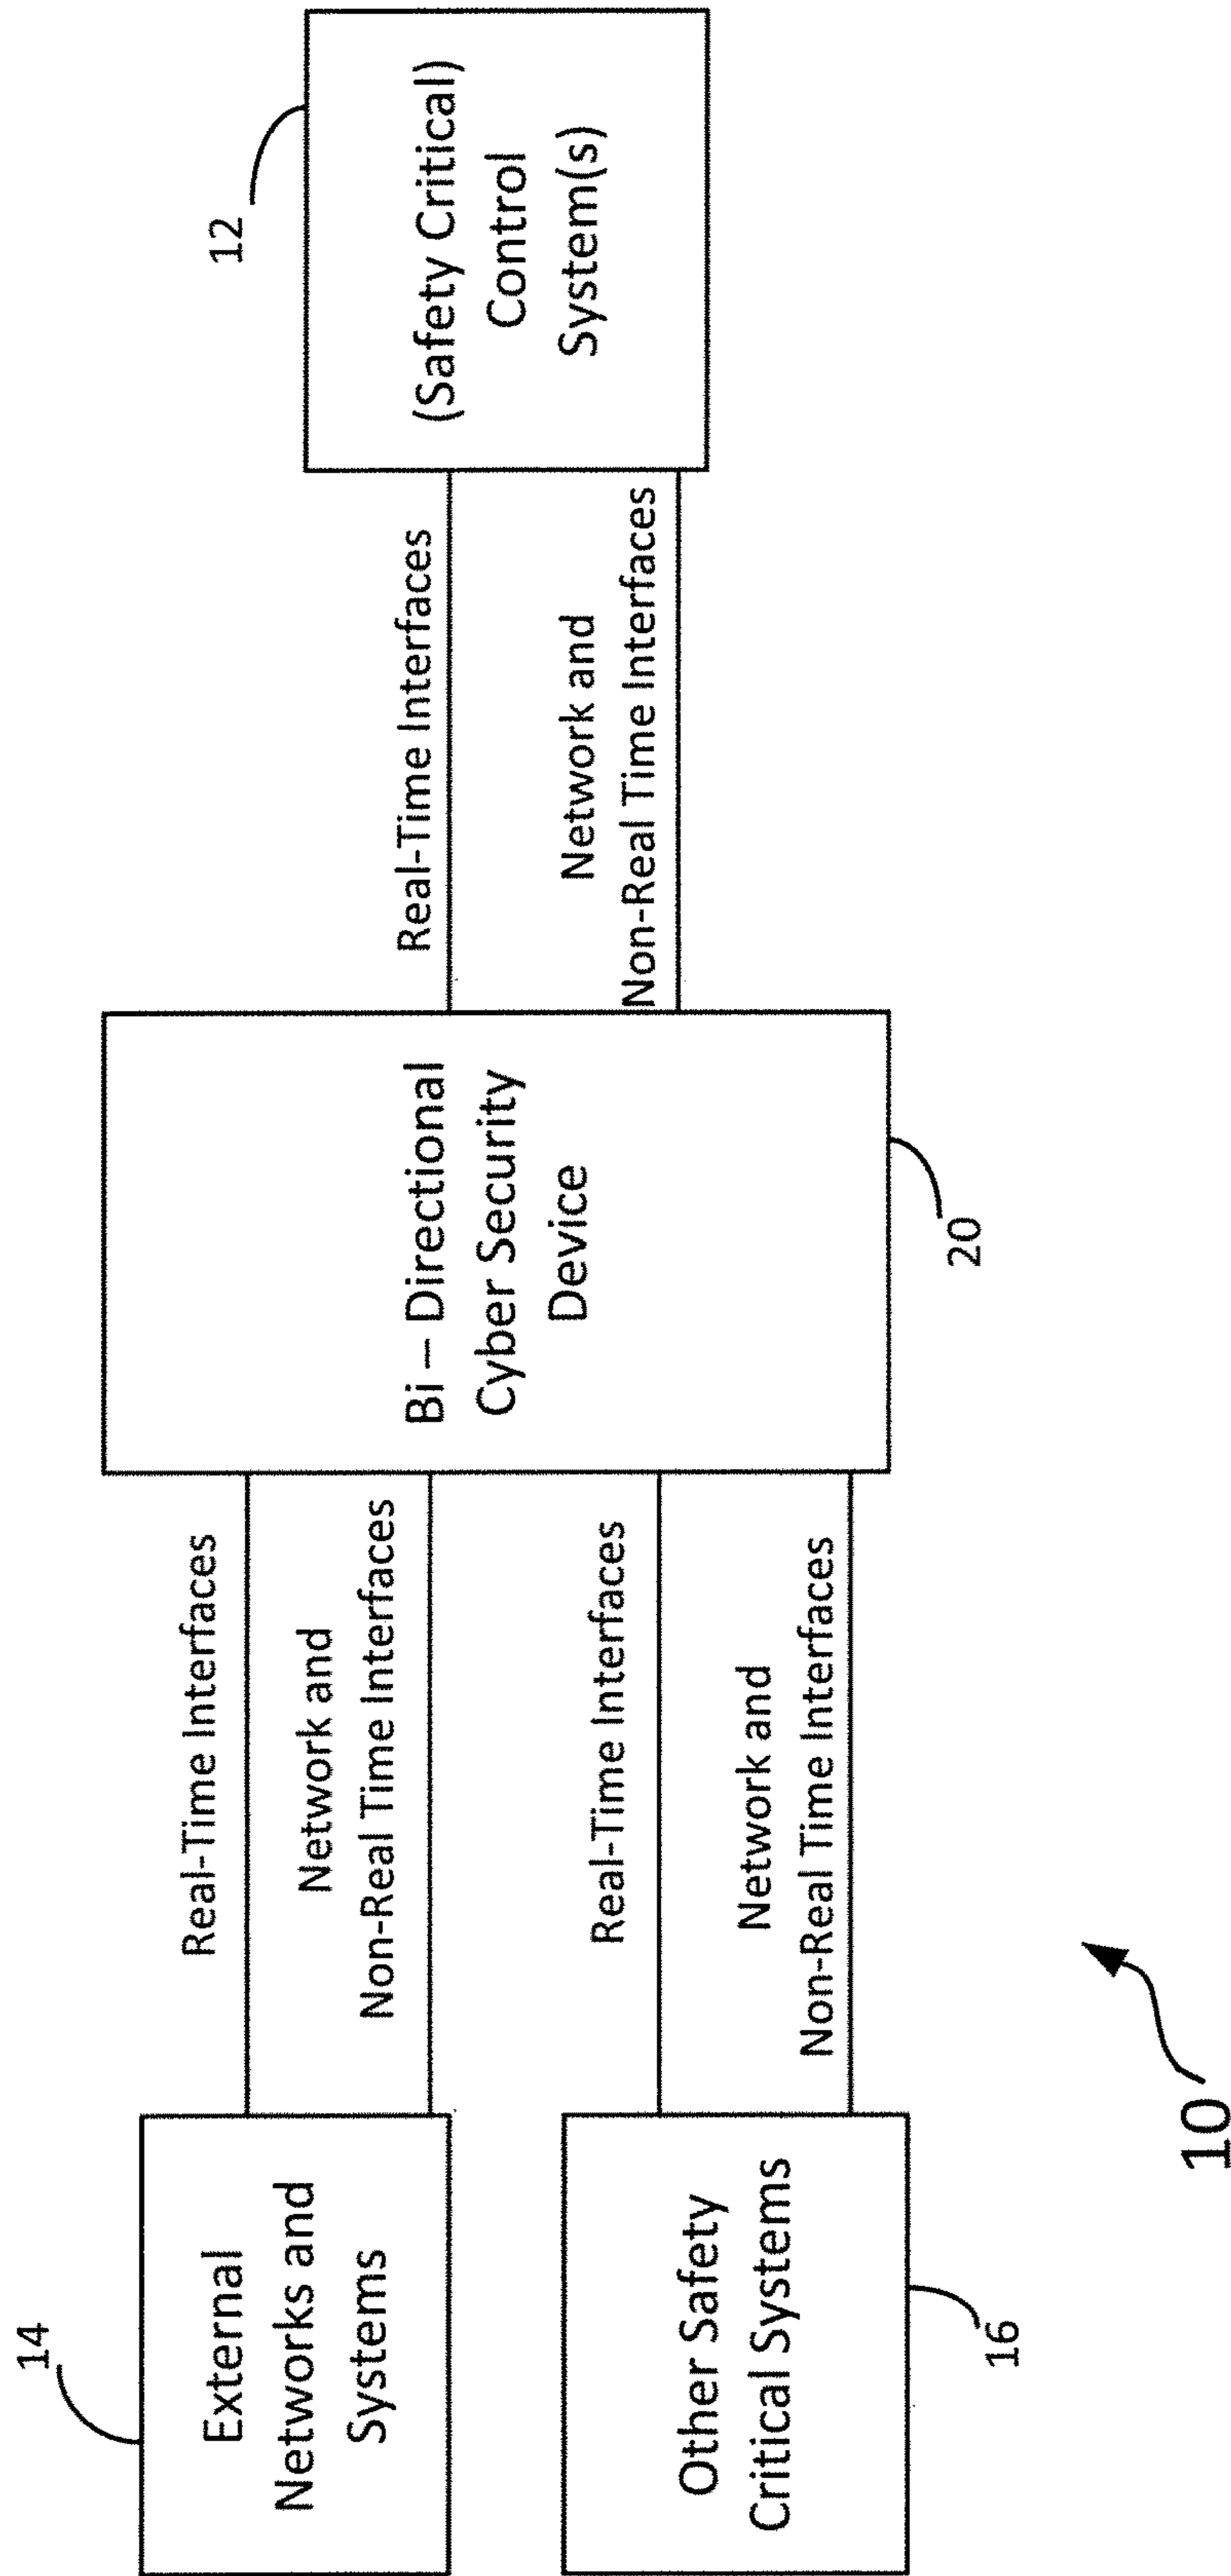 14
External
Networks and
Systems
Real-Time Interfaces
Network and
Non-Real Time Interfaces
Other Safety
Critical Systems
16
Real-Time Interfaces
Network and
Non-Real Time Interfaces
Bi – Directional
Cyber Security
Device
20
Real-Time Interfaces
Network and
Non-Real Time Interfaces
12
(Safety Critical)
Control
System(s)
10